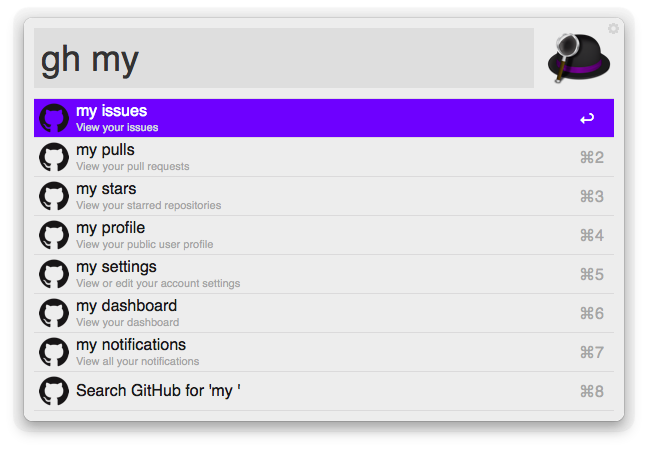 gh my
my issues
View your issues
↩
my pulls
View your pull requests
⌘2
my stars
View your starred repositories
⌘3
my profile
View your public user profile
⌘4
my settings
View or edit your account settings
⌘5
my dashboard
View your dashboard
⌘6
my notifications
View all your notifications
⌘7
Search GitHub for 'my '
⌘8